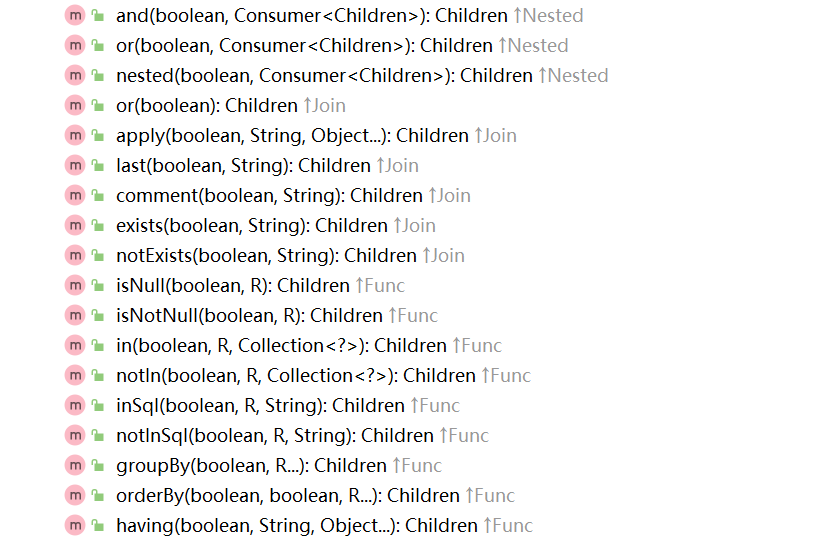 m and(boolean, Consumer<Children>): Children ↑Nested
m or(boolean, Consumer<Children>): Children ↑Nested
m nested(boolean, Consumer<Children>): Children ↑Nested
m or(boolean): Children ↑Join
m apply(boolean, String, Object...): Children ↑Join
m last(boolean, String): Children ↑Join
m comment(boolean, String): Children ↑Join
m exists(boolean, String): Children ↑Join
m notExists(boolean, String): Children ↑Join
m isNull(boolean, R): Children ↑Func
m isNotNull(boolean, R): Children ↑Func
m in(boolean, R, Collection<?>): Children ↑Func
m notIn(boolean, R, Collection<?>): Children ↑Func
m inSql(boolean, R, String): Children ↑Func
m notInSql(boolean, R, String): Children ↑Func
m groupBy(boolean, R...): Children ↑Func
m orderBy(boolean, boolean, R...): Children ↑Func
m having(boolean, String, Object...): Children ↑Func